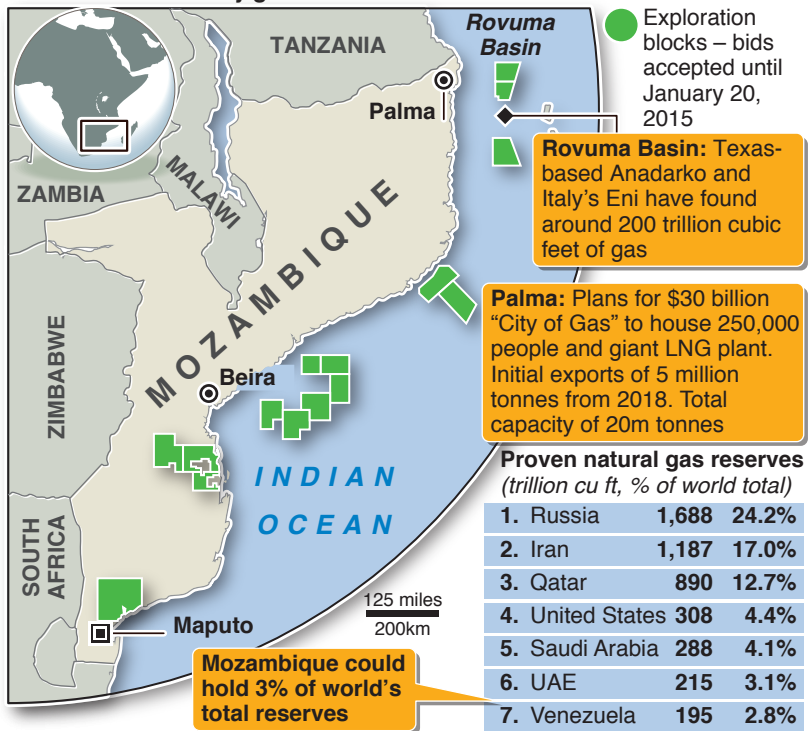 TANZANIA
Rovuma
Basin
Exploration
blocks – bids
accepted until
January 20,
2015
Palma
Rovuma Basin: Texas-
based Anadarko and
Italy's Eni have found
around 200 trillion cubic
feet of gas
ZAMBIA
MALAWI
MOZAMBIQUE
Palma: Plans for $30 billion
“City of Gas” to house 250,000
people and giant LNG plant.
Initial exports of 5 million
tonnes from 2018. Total
capacity of 20m tonnes
ZIMBABWE
Beira
INDIAN
OCEAN
SOUTH
AFRICA
Maputo
125 miles
200km
Mozambique could
hold 3% of world's
total reserves
Proven natural gas reserves
(trillion cu ft, % of world total)
1. Russia 1,688 24.2%
2. Iran 1,187 17.0%
3. Qatar 890 12.7%
4. United States 308 4.4%
5. Saudi Arabia 288 4.1%
6. UAE 215 3.1%
7. Venezuela 195 2.8%